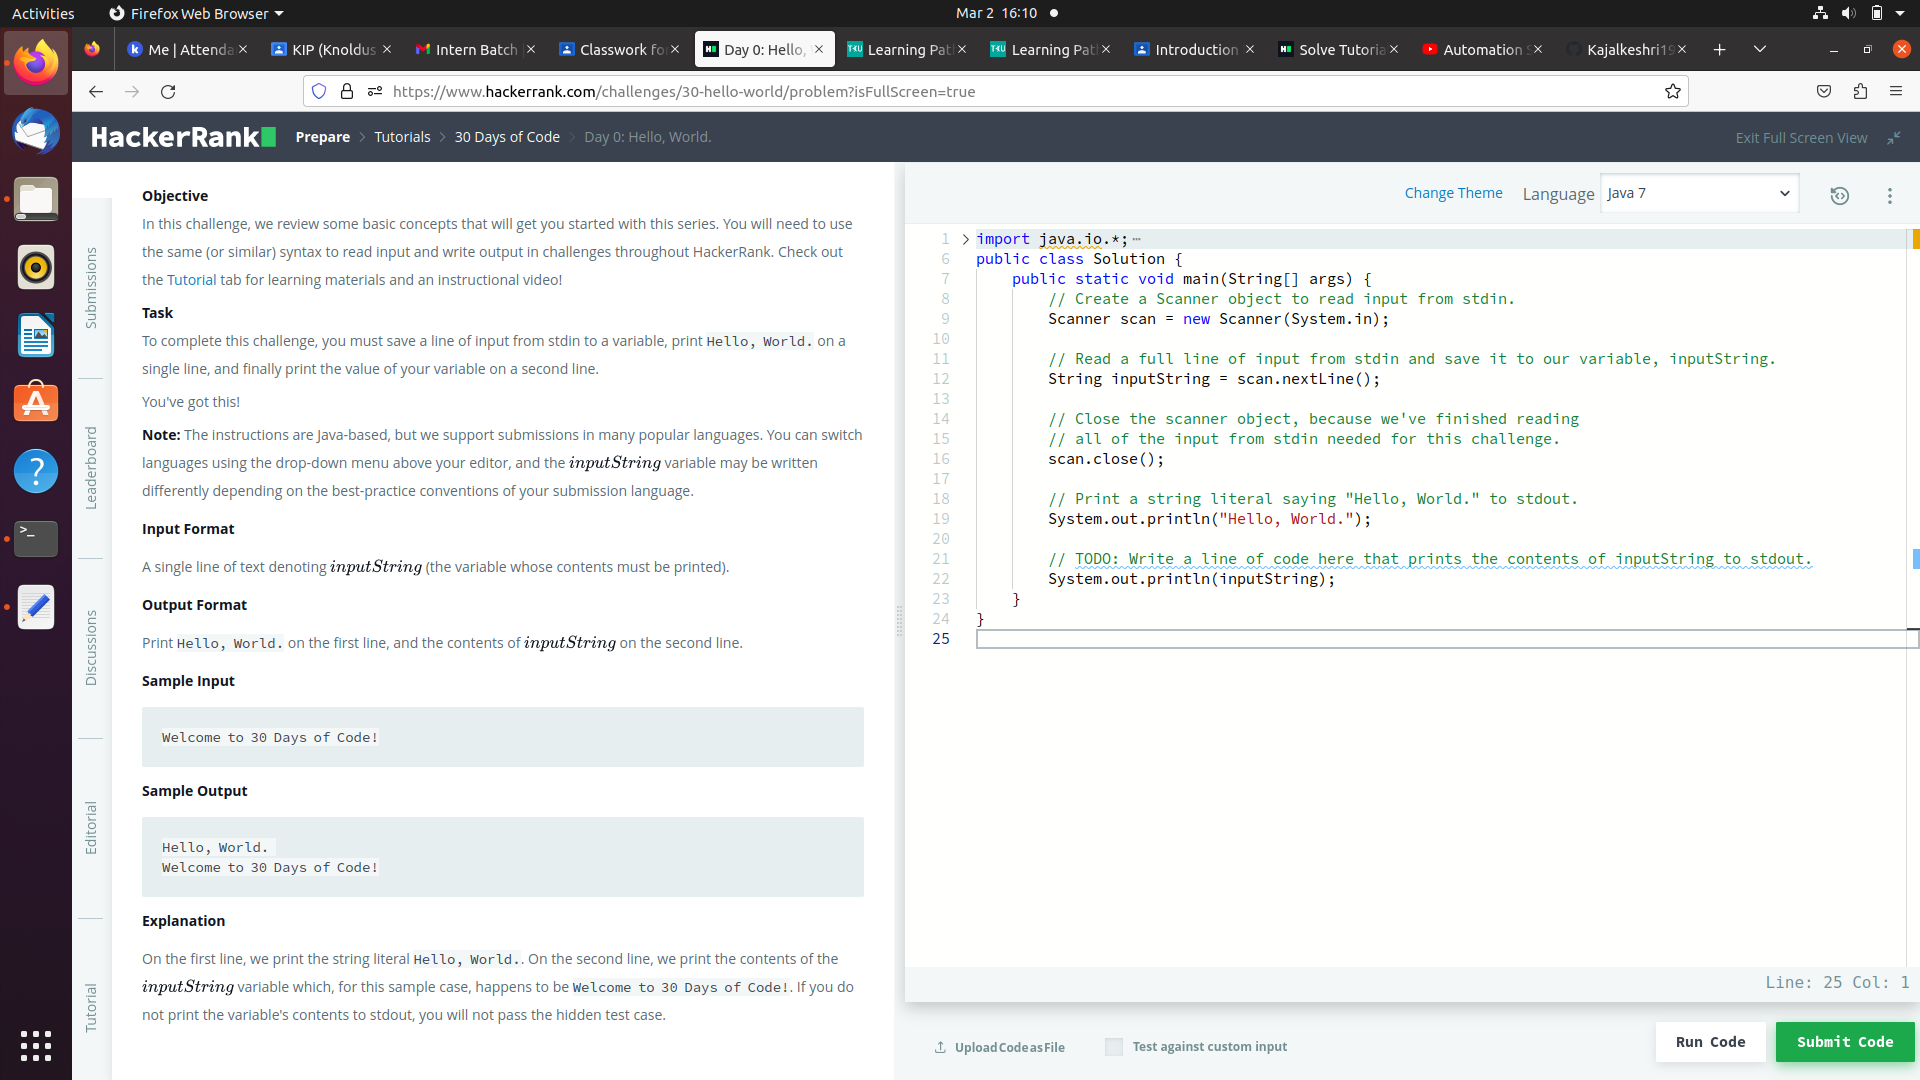 Activities
Firefox Web Browser
Mar 2 16:10
Me | Attenda
KIP (Knoldus
Intern Batch
Classwork fo
Day 0: Hello,
Learning Pat
Learning Pat
Introduction
Solve Tutoria
Automation S
Kajalkeshri19
https://www.hackerrank.com/challenges/30-hello-world/problem?isFullScreen=true
HackerRank
Prepare > Tutorials > 30 Days of Code > Day 0: Hello, World.
Exit Full Screen View
Submissions
Leaderboard
Discussions
Editorial
Tutorial
Objective
In this challenge, we review some basic concepts that will get you started with this series. You will need to use
the same (or similar) syntax to read input and write output in challenges throughout HackerRank. Check out
the Tutorial tab for learning materials and an instructional video!
Task
To complete this challenge, you must save a line of input from stdin to a variable, print Hello, World. on a
single line, and finally print the value of your variable on a second line.
You've got this!
Note: The instructions are Java-based, but we support submissions in many popular languages. You can switch
languages using the drop-down menu above your editor, and the inputString variable may be written
differently depending on the best-practice conventions of your submission language.
Input Format
A single line of text denoting inputString (the variable whose contents must be printed).
Output Format
Print Hello, World. on the first line, and the contents of inputString on the second line.
Sample Input
Welcome to 30 Days of Code!
Sample Output
Hello, World.
Welcome to 30 Days of Code!
Explanation
On the first line, we print the string literal Hello, World.. On the second line, we print the contents of the
inputString variable which, for this sample case, happens to be Welcome to 30 Days of Code!. If you do
not print the variable's contents to stdout, you will not pass the hidden test case.
Change Theme
Language
Java 7
1 import java.io.*;
6 public class Solution {
7 public static void main(String[] args) {
8 // Create a Scanner object to read input from stdin.
9 Scanner scan = new Scanner(System.in);
10
11 // Read a full line of input from stdin and save it to our variable, inputString.
12 String inputString = scan.nextLine();
13
14 // Close the scanner object, because we've finished reading
15 // all of the input from stdin needed for this challenge.
16 scan.close();
17
18 // Print a string literal saying "Hello, World." to stdout.
19 System.out.println("Hello, World.");
20
21 // TODO: Write a line of code here that prints the contents of inputString to stdout.
22 System.out.println(inputString);
23 }
24 }
25
Line: 25 Col: 1
Upload Code as File
Test against custom input
Run Code
Submit Code